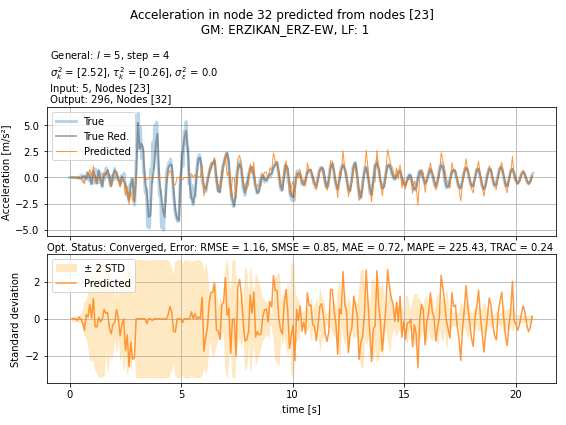 Acceleration in node 32 predicted from nodes [23]
GM: ERZIKAN_ERZ-EW, LF: 1
General: l = 5, step = 4
σ²ₖ = [2.52], τ²ₖ = [0.26], σ²ε = 0.0
Input: 5, Nodes [23]
Output: 296, Nodes [32]
True
True Red.
Predicted
5.0
2.5
0.0
−2.5
−5.0
Acceleration [m/s²]
Opt. Status: Converged, Error: RMSE = 1.16, SMSE = 0.85, MAE = 0.72, MAPE = 225.43, TRAC = 0.24
± 2 STD
Predicted
2
0
−2
Standard deviation
0 5 10 15 20
time [s]